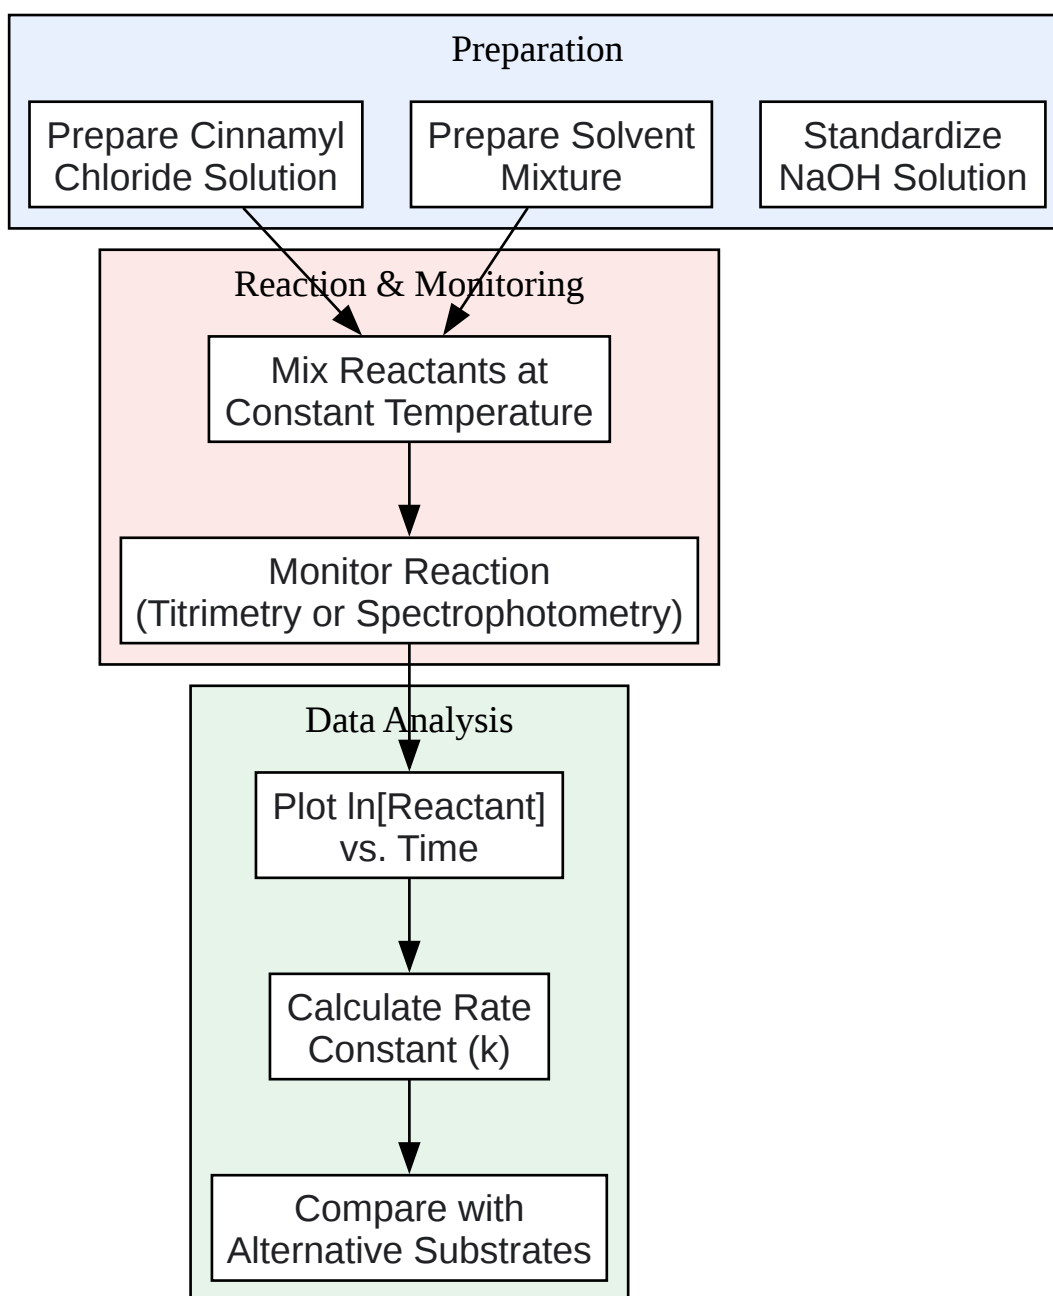 Preparation
Prepare Cinnamyl
Chloride Solution
Prepare Solvent
Mixture
Standardize
NaOH Solution
Reaction & Monitoring
Mix Reactants at
Constant Temperature
Monitor Reaction
(Titrimetry or Spectrophotometry)
Data Analysis
Plot ln[Reactant]
vs. Time
Calculate Rate
Constant (k)
Compare with
Alternative Substrates